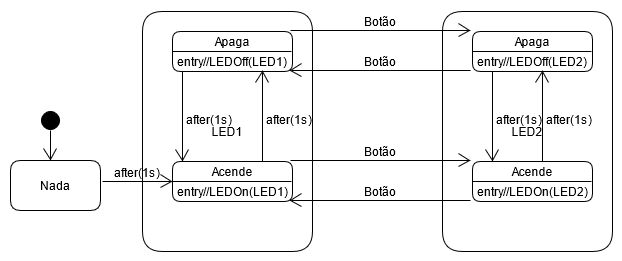 Botão
Apaga
entry//LEDOff(LED1)
Apaga
entry//LEDOff(LED2)
Botão
after(1s)
LED1
after(1s)
after(1s)
LED2
after(1s)
Botão
Nada
after(1s)
Acende
entry//LEDOn(LED1)
Acende
entry//LEDOn(LED2)
Botão